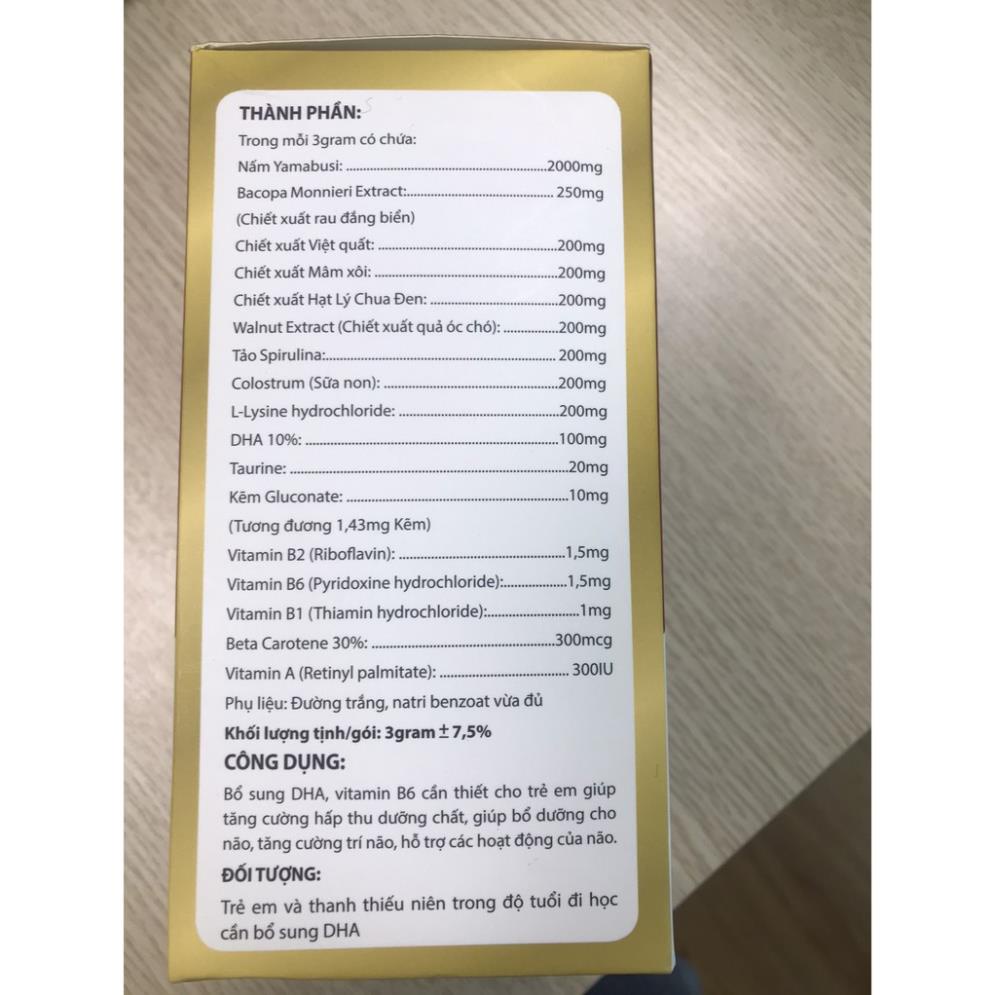 THÀNH PHẦN:
Trong mỗi 3gram có chứa:
Nấm Yamabusi: ........................................................2000mg
Bacopa Monnieri Extract:........................................ 250mg
(Chiết xuất rau đắng biển)
Chiết xuất Việt quất: .................................................200mg
Chiết xuất Mâm xôi: ..................................................200mg
Chiết xuất Hạt Lý Chua Đen: ...................................200mg
Walnut Extract (Chiết xuất quả óc chó): ...............200mg
Tảo Spirulina:............................................................... 200mg
Colostrum (Sữa non): ................................................200mg
L-Lysine hydrochloride: ............................................200mg
DHA 10%: .....................................................................100mg
Taurine: ............................................................................20mg
Kẽm Gluconate: .............................................................10mg
(Tương đương 1,43mg Kẽm)
Vitamin B2 (Riboflavin): .............................................1,5mg
Vitamin B6 (Pyridoxine hydrochloride):.................1,5mg
Vitamin B1 (Thiamin hydrochloride):.........................1mg
Beta Carotene 30%: ..................................................300mcg
Vitamin A (Retinyl palmitate): ................................... 300IU
Phụ liệu: Đường trắng, natri benzoat vừa đủ
Khối lượng tịnh/gói: 3gram ± 7,5%
CÔNG DỤNG:
Bổ sung DHA, vitamin B6 cần thiết cho trẻ em giúp
tăng cường hấp thu dưỡng chất, giúp bổ dưỡng cho
não, tăng cường trí não, hỗ trợ các hoạt động của não.
ĐỐI TƯỢNG:
Trẻ em và thanh thiếu niên trong độ tuổi đi học
cần bổ sung DHA